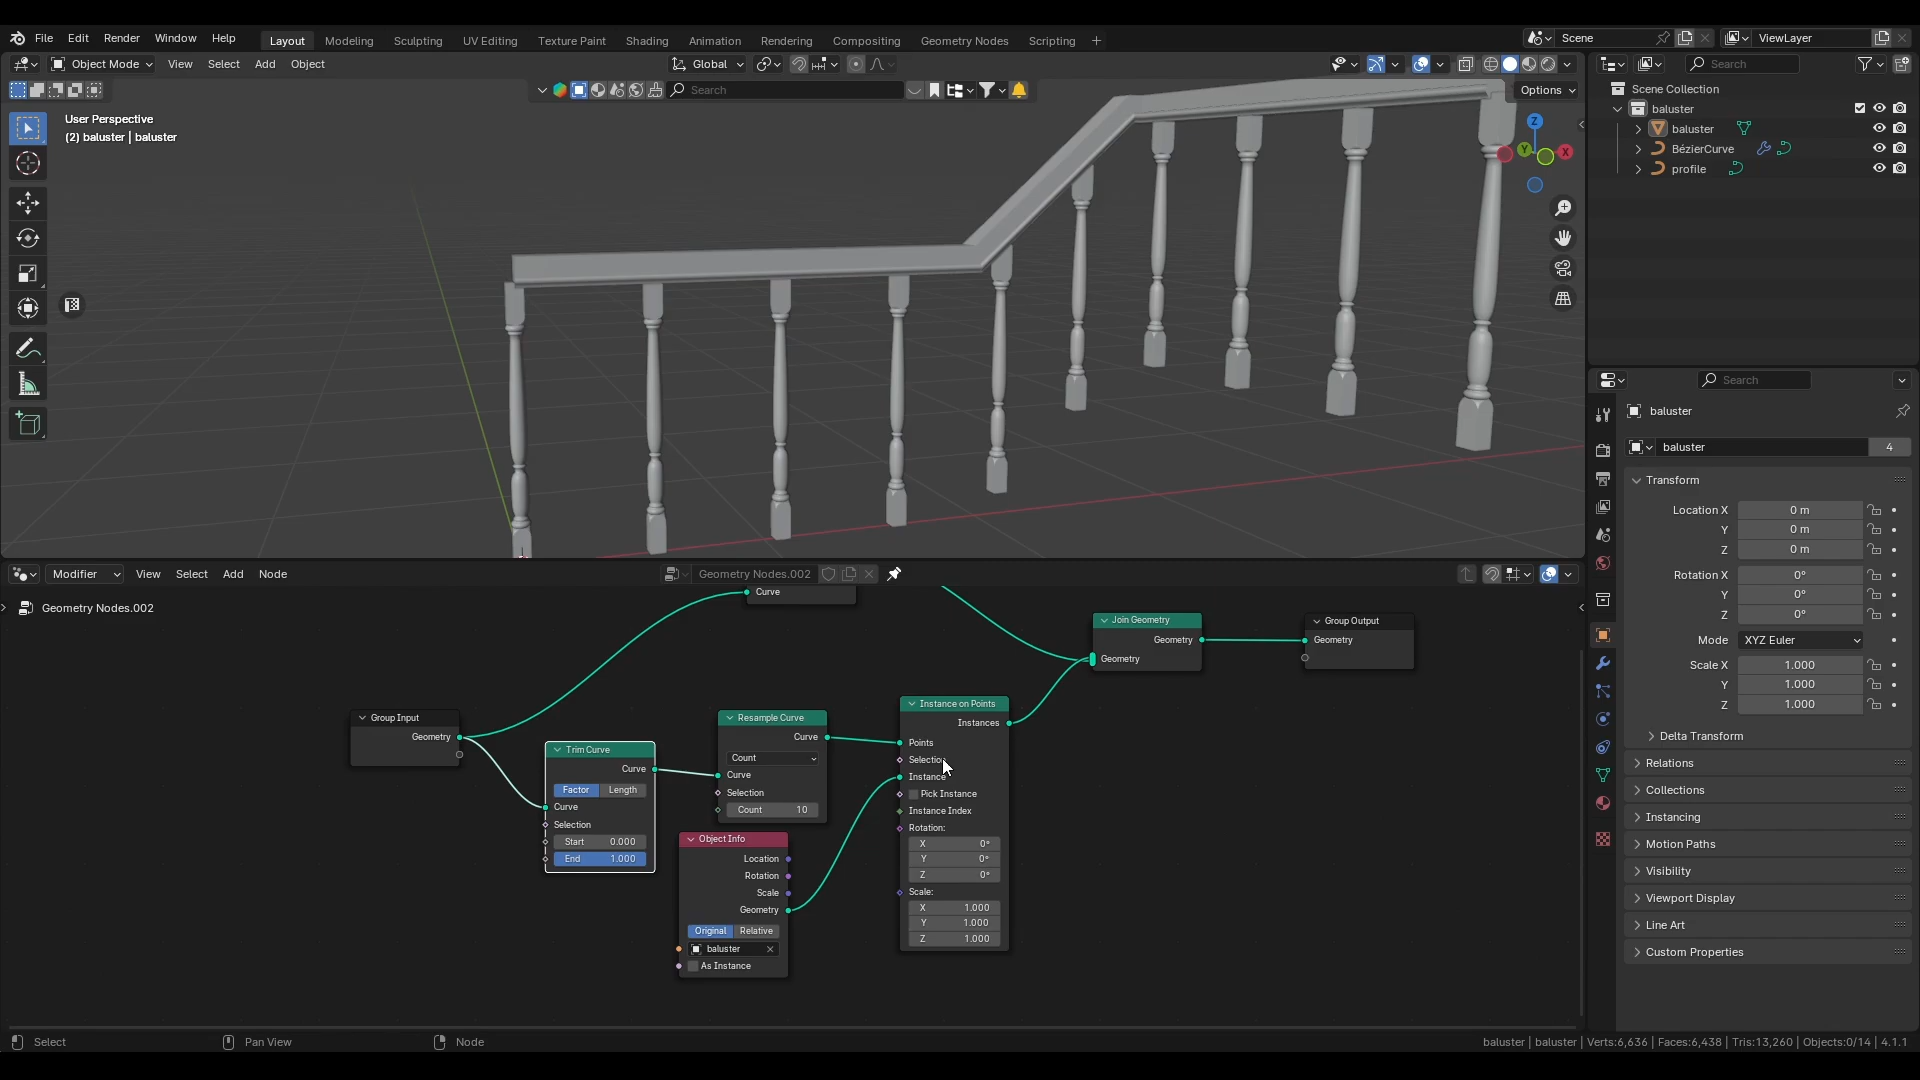 File Edit Render Window Help Layout Modeling Sculpting UV Editing Texture Paint Shading Animation Rendering Compositing Geometry Nodes Scripting + Scene ViewLayer
Object Mode View Select Add Object Global Search
Search Options
User Perspective
(2) baluster | baluster
Z
Y X
Scene Collection
baluster
baluster
BézierCurve
profile
Search
baluster
baluster 4
Transform
Location X 0 m
Y 0 m
Z 0 m
Rotation X 0°
Y 0°
Z 0°
Mode XYZ Euler
Scale X 1.000
Y 1.000
Z 1.000
Delta Transform
Relations
Collections
Instancing
Motion Paths
Visibility
Viewport Display
Line Art
Custom Properties
Modifier View Select Add Node Geometry Nodes.002
Geometry Nodes.002
Curve
Group Input
Geometry
Trim Curve
Curve
Factor Length
Curve
Selection
Start 0.000
End 1.000
Resample Curve
Curve
Count
Curve
Selection
Count 10
Object Info
Location
Rotation
Scale
Geometry
Original Relative
baluster
As Instance
Instance on Points
Instances
Points
Selection
Instance
Pick Instance
Instance Index
Rotation:
X 0°
Y 0°
Z 0°
Scale:
X 1.000
Y 1.000
Z 1.000
Join Geometry
Geometry
Geometry
Group Output
Geometry
Select Pan View Node baluster | baluster | Verts:6,636 | Faces:6,438 | Tris:13,260 | Objects:0/14 | 4.1.1